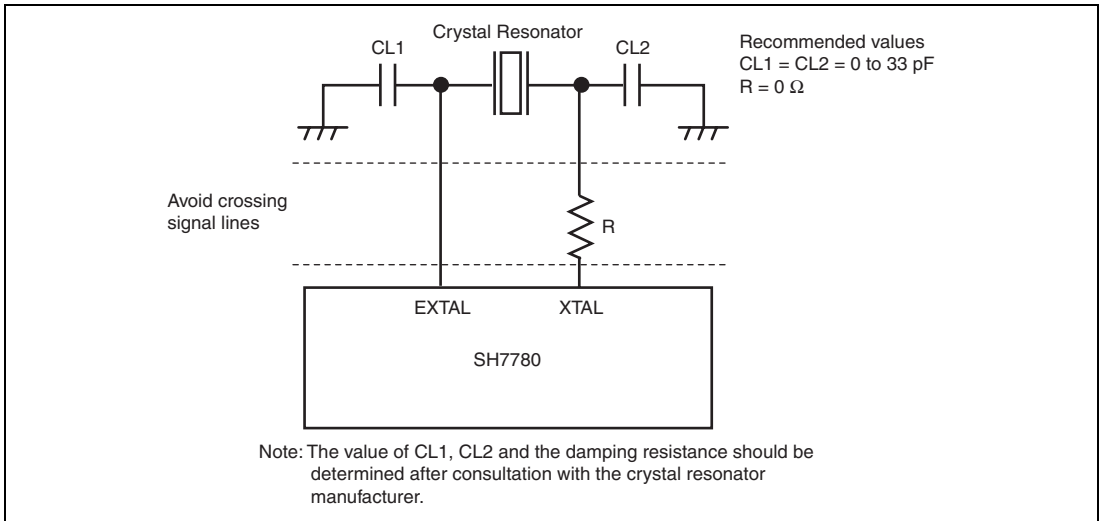 Crystal Resonator
CL1
CL2
Recommended values
CL1 = CL2 = 0 to 33 pF
R = 0 Ω
Avoid crossing
signal lines
R
EXTAL
XTAL
SH7780
Note: The value of CL1, CL2 and the damping resistance should be
determined after consultation with the crystal resonator
manufacturer.